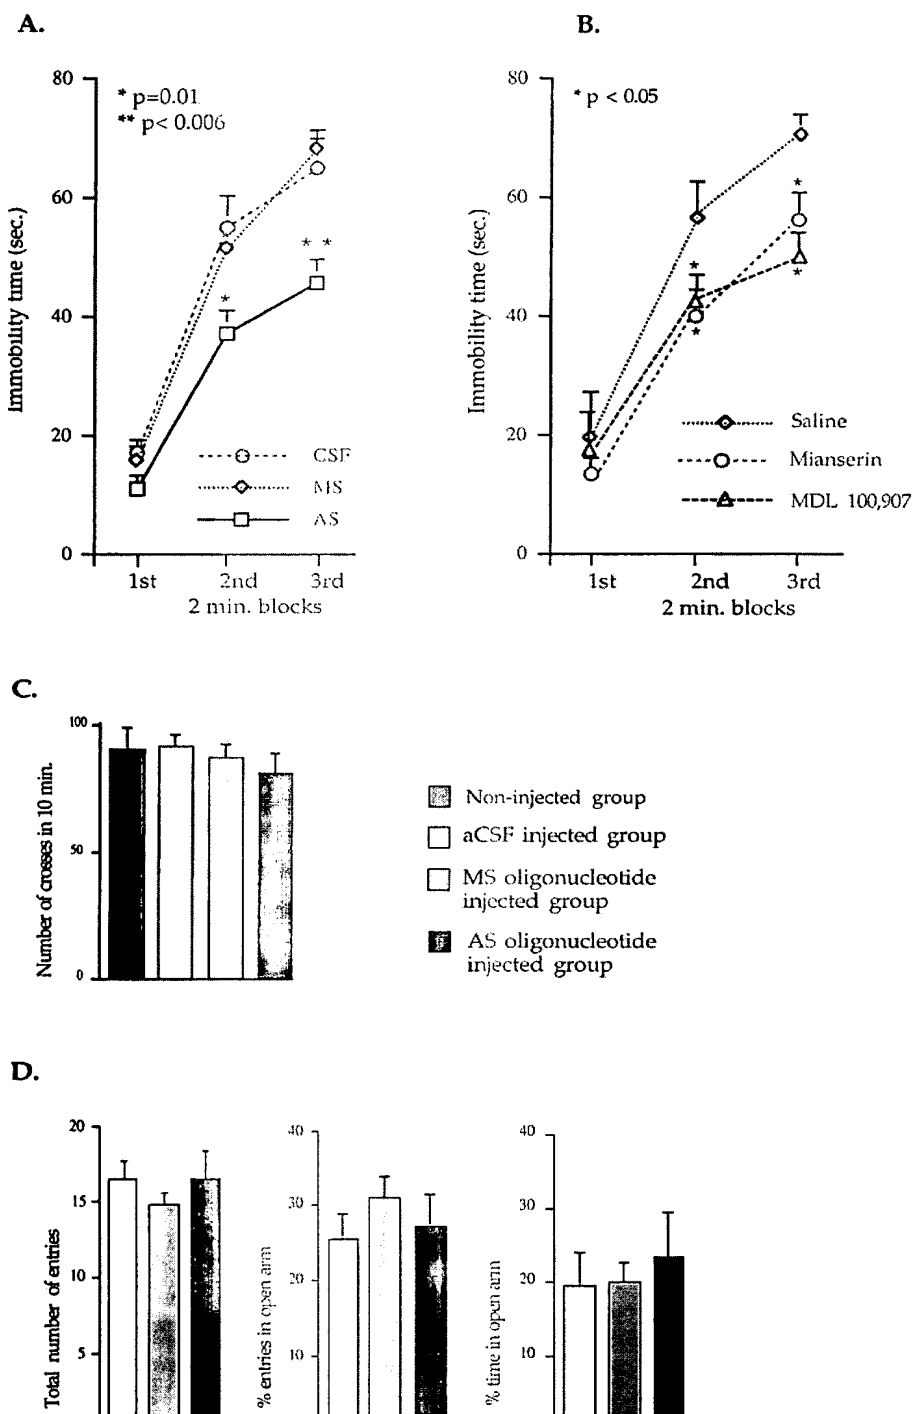 A.
80
60
40
20
0
Immobility time (sec.)
* p=0.01
** p< 0.006
* *
*
CSF
MS
AS
1st 2nd 3rd
2 min. blocks
B.
80
60
40
20
0
Immobility time (sec.)
* p < 0.05
*
*
*
*
Saline
Mianserin
MDL 100,907
1st 2nd 3rd
2 min. blocks
C.
100
50
0
Number of crosses in 10 min.
Non-injected group
aCSF injected group
MS oligonucleotide
injected group
AS oligonucleotide
injected group
D.
20
15
10
5
Total number of entries
40
30
20
10
% entries in open arm
40
30
20
10
% time in open arm